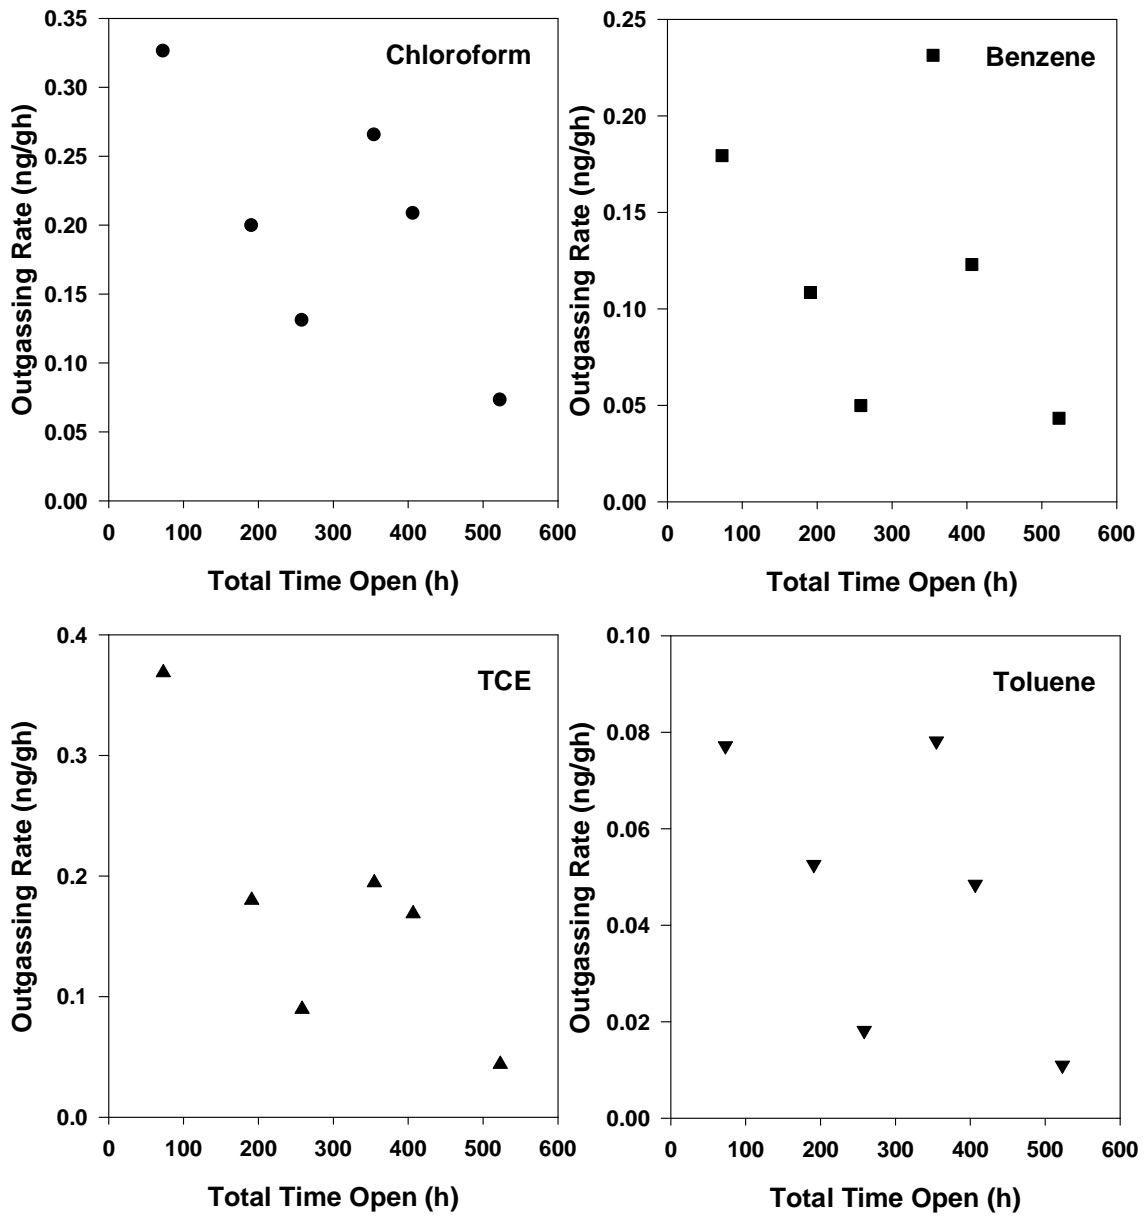 Chloroform
Outgassing Rate (ng/gh)
0.35
0.30
0.25
0.20
0.15
0.10
0.05
0.00
0 100 200 300 400 500 600
Total Time Open (h)
Benzene
Outgassing Rate (ng/gh)
0.25
0.20
0.15
0.10
0.05
0.00
0 100 200 300 400 500 600
Total Time Open (h)
TCE
Outgassing Rate (ng/gh)
0.4
0.3
0.2
0.1
0.0
0 100 200 300 400 500 600
Total Time Open (h)
Toluene
Outgassing Rate (ng/gh)
0.10
0.08
0.06
0.04
0.02
0.00
0 100 200 300 400 500 600
Total Time Open (h)